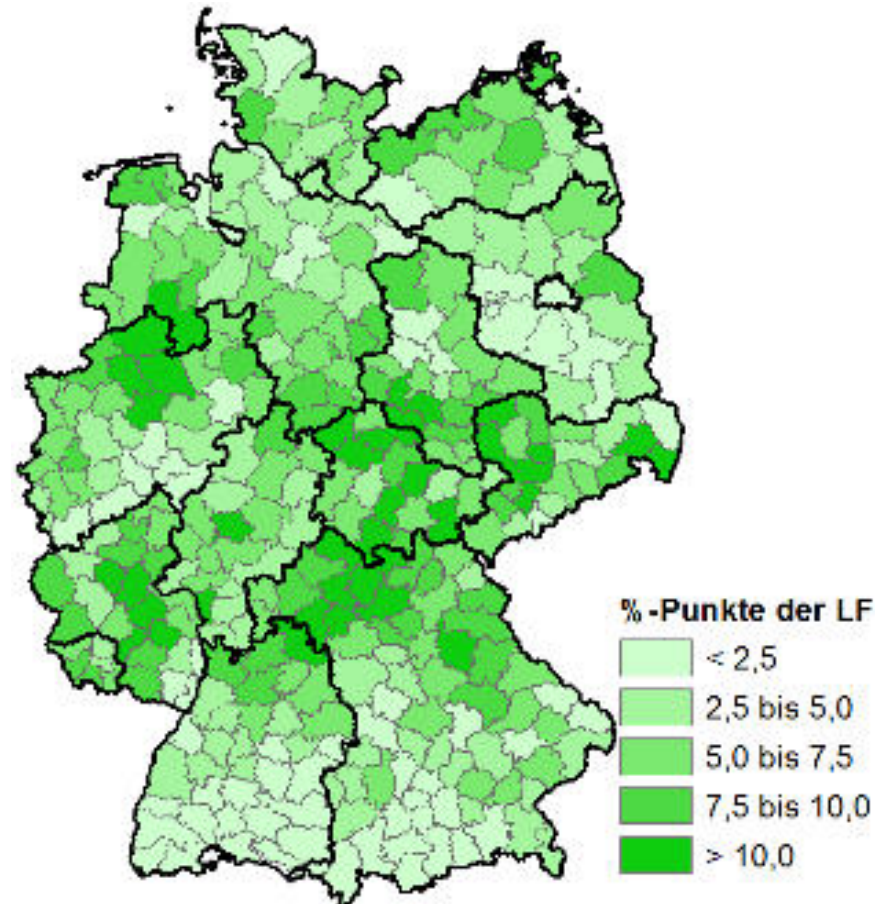 %-Punkte der LF
< 2,5
2,5 bis 5,0
5,0 bis 7,5
7,5 bis 10,0
> 10,0